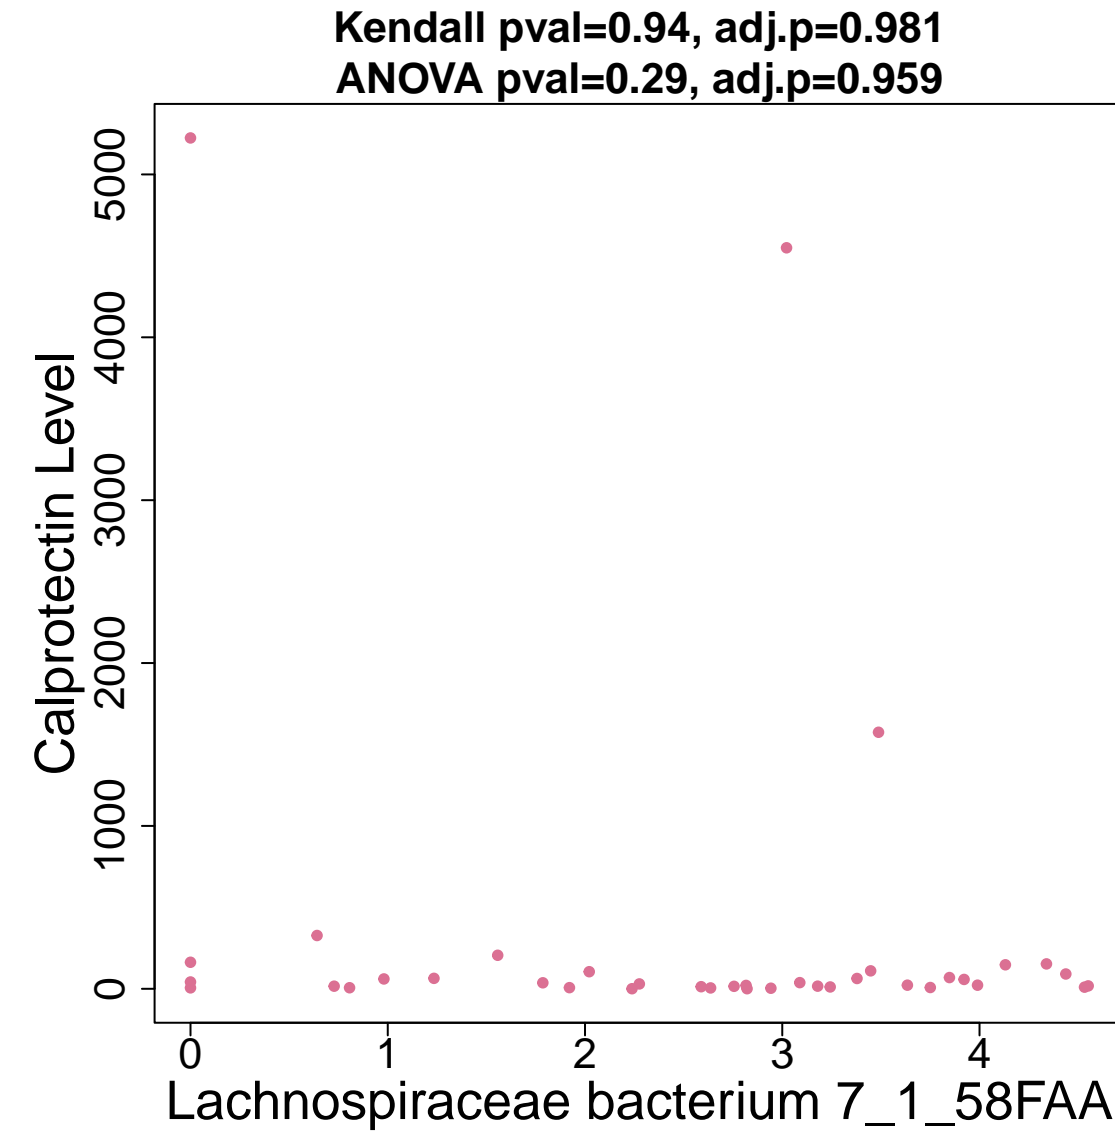 Kendall pval=0.94, adj.p=0.981
ANOVA pval=0.29, adj.p=0.959
5000
4000
3000
2000
1000
0
Calprotectin Level
0 1 2 3 4
Lachnospiraceae bacterium 7_1_58FAA